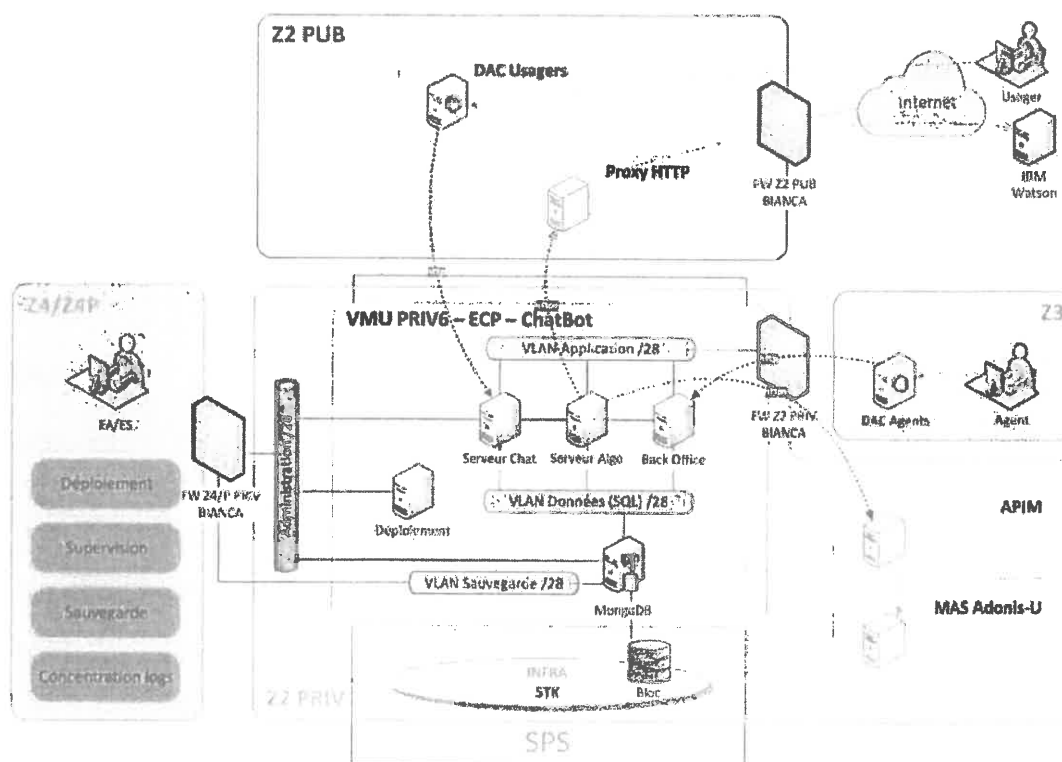 Z2 PUB
DAC Usagers
Internet
Usager
Proxy HTTP
FW Z2 PUB
BIANCA
IBM
Watson
Z4/Z4P
VMU PRIV6 – ECP – ChatBot
VLAN Application /28
Z3
EA/ES
FW Z4/P PRIV
BIANCA
Administration /28
Serveur Chat
Serveur Algo
Back Office
FW Z2 PRIV
BIANCA
DAC Agents
Agent
Déploiement
Supervision
Sauvegarde
Concentration logs
VLAN Données (SQL) /28
Déploiement
APIM
VLAN Sauvegarde /28
MongoDB
MAS Adonis-U
INFRA
STK
Bloc
Z2 PRIV
SPS